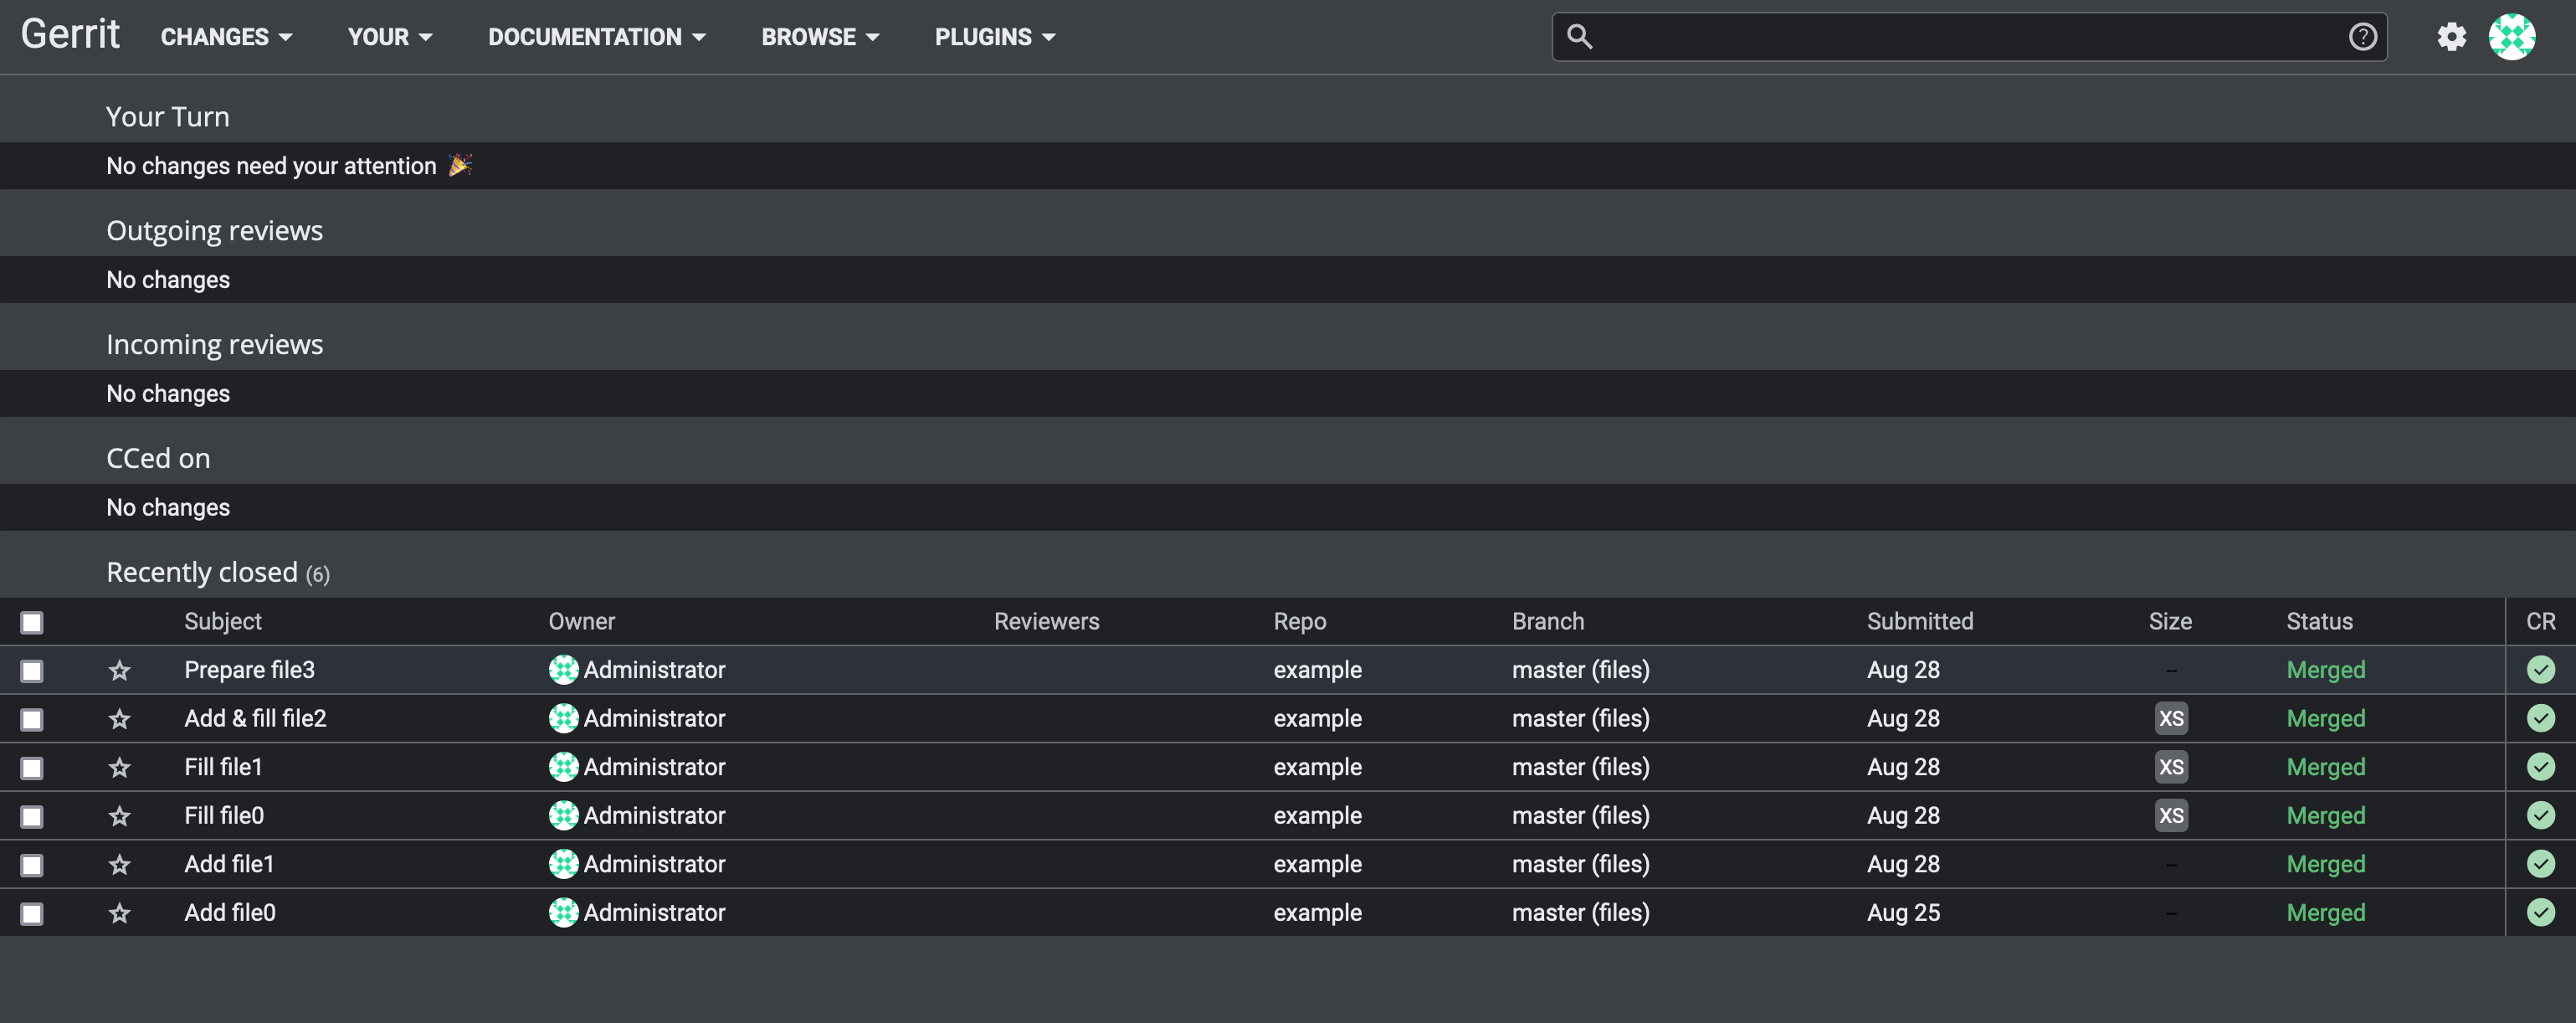 Gerrit CHANGES YOUR DOCUMENTATION BROWSE PLUGINS
Your Turn
No changes need your attention 🎉
Outgoing reviews
No changes
Incoming reviews
No changes
CCed on
No changes
Recently closed (6)
Subject Owner Reviewers Repo Branch Submitted Size Status CR
Prepare file3 Administrator example master (files) Aug 28 – Merged
Add & fill file2 Administrator example master (files) Aug 28 XS Merged
Fill file1 Administrator example master (files) Aug 28 XS Merged
Fill file0 Administrator example master (files) Aug 28 XS Merged
Add file1 Administrator example master (files) Aug 28 – Merged
Add file0 Administrator example master (files) Aug 25 – Merged